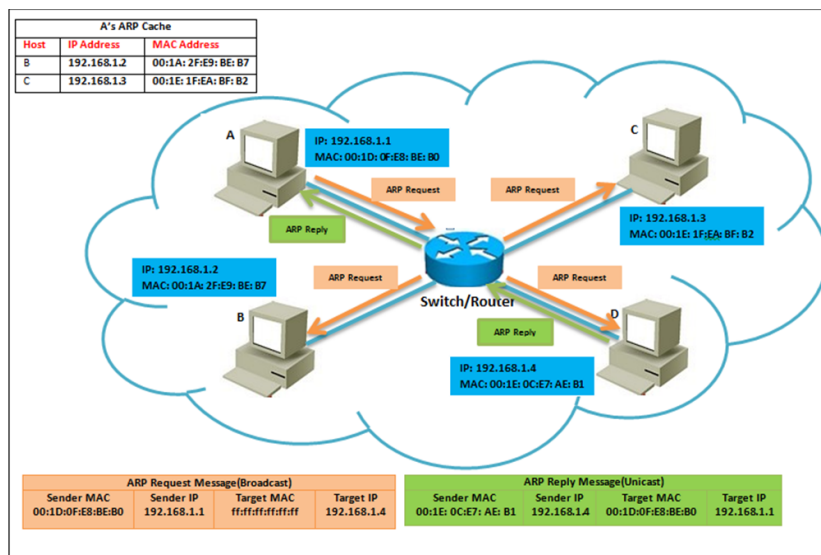 A's ARP Cache
Host IP Address MAC Address
B 192.168.1.2 00:1A: 2F:E9: BE: B7
C 192.168.1.3 00:1E: 1F:EA: BF: B2
A
IP: 192.168.1.1
MAC: 00:1D: 0F:E8: BE: B0
C
ARP Request
ARP Request
ARP Reply
IP: 192.168.1.3
MAC: 00:1E: 1F:EA: BF: B2
IP: 192.168.1.2
MAC: 00:1A: 2F:E9: BE: B7
ARP Request
ARP Request
Switch/Router
B
D
ARP Reply
IP: 192.168.1.4
MAC: 00:1E: 0C:E7: AE: B1
ARP Request Message(Broadcast)
Sender MAC Sender IP Target MAC Target IP
00:1D:0F:E8:BE:B0 192.168.1.1 ff:ff:ff:ff:ff:ff 192.168.1.4
ARP Reply Message(Unicast)
Sender MAC Sender IP Target MAC Target IP
00:1E: 0C:E7: AE: B1 192.168.1.4 00:1D:0F:E8:BE:B0 192.168.1.1